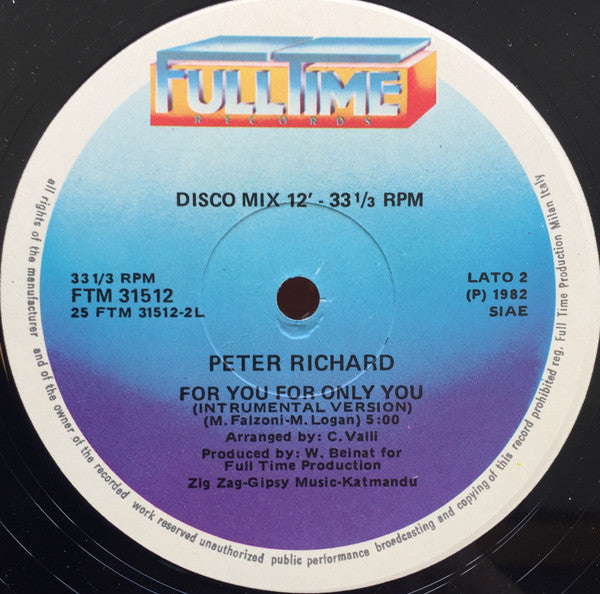 FULL TIME
RECORDS
DISCO MIX 12' - 33 1/3 RPM
33 1/3 RPM
FTM 31512
25 FTM 31512-2L
LATO 2
(P) 1982
SIAE
PETER RICHARD
FOR YOU FOR ONLY YOU
(INTRUMENTAL VERSION)
(M. Falzoni-M. Logan) 5:00
Arranged by: C. Valli
Produced by: W. Beinat for
Full Time Production
Zig Zag-Gipsy Music-Katmandu
all rights of the manufacturer and of the owner of the recorded work reserved unauthorized public performance broadcasting and copying of this record prohibited reg. Full Time Production Milan Italy